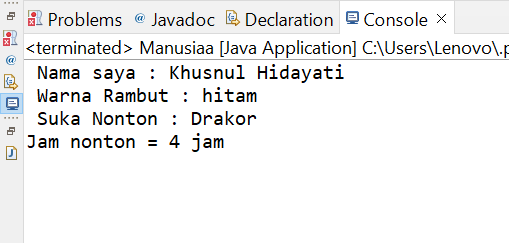 Problems @ Javadoc Declaration Console ×
<terminated> Manusiaa [Java Application] C:\Users\Lenovo\.p
Nama saya : Khusnul Hidayati
Warna Rambut : hitam
Suka Nonton : Drakor
Jam nonton = 4 jam